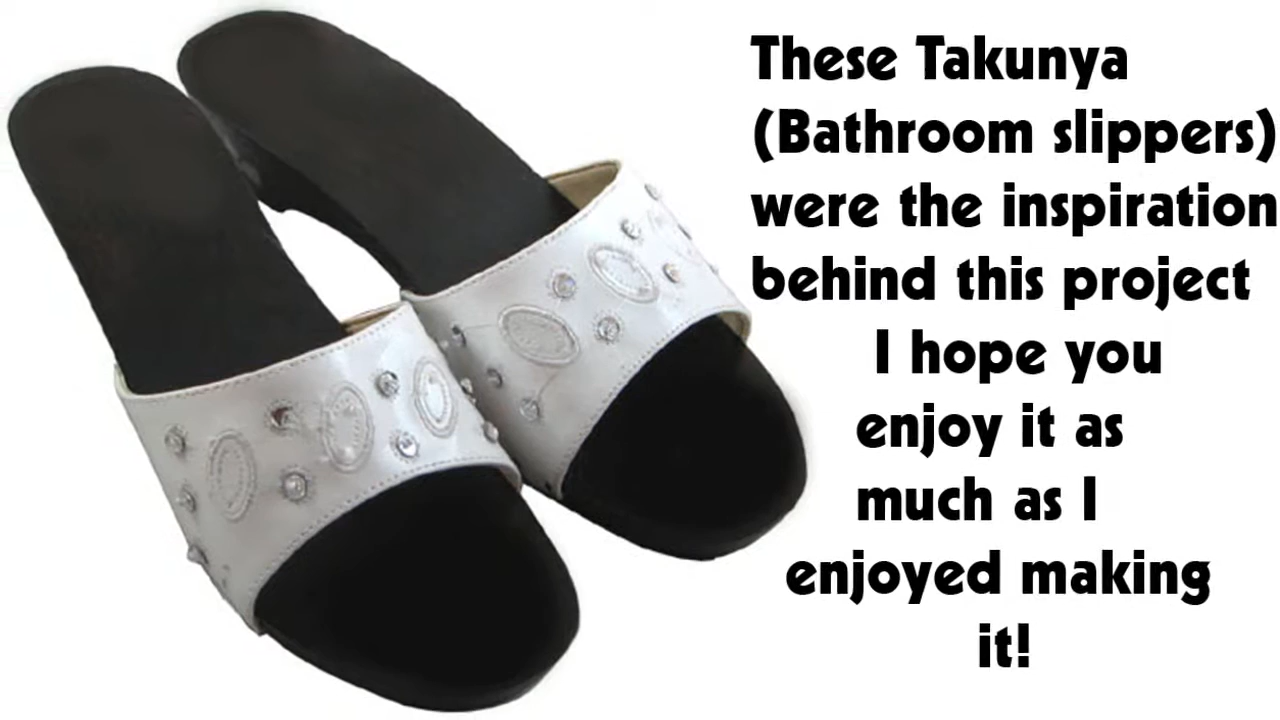 These Takunya
(Bathroom slippers)
were the inspiration
behind this project
I hope you
enjoy it as
much as I
enjoyed making
it!